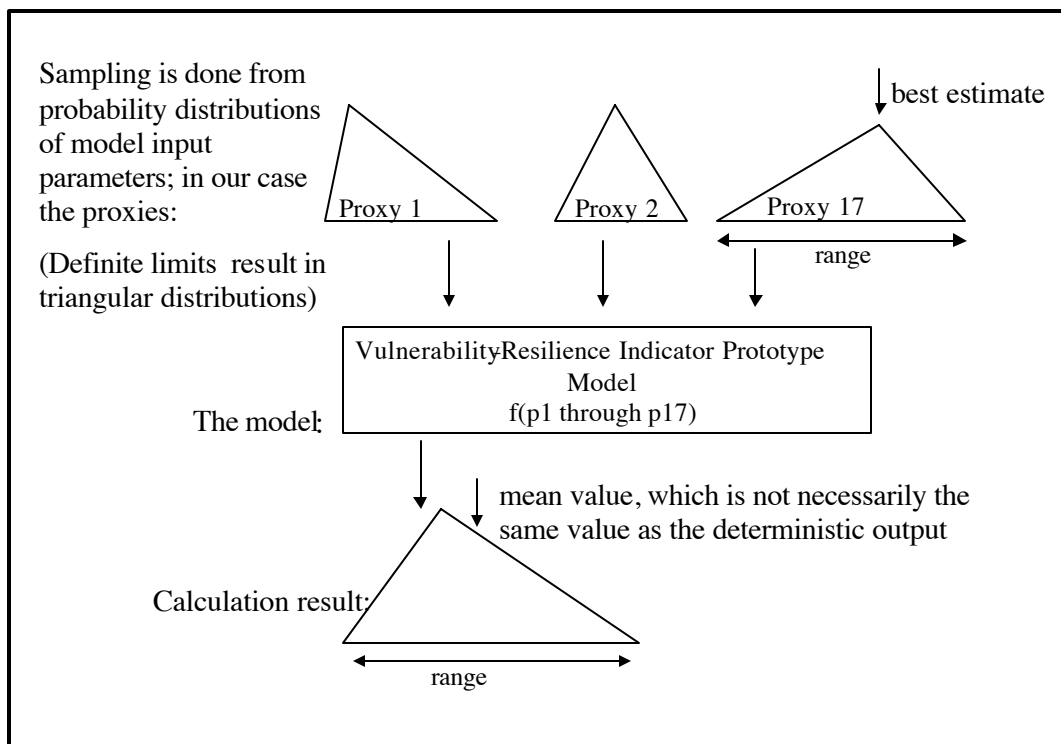 Sampling is done from
probability distributions
of model input
parameters; in our case
the proxies:
(Definite limits result in
triangular distributions)
best estimate
Proxy 1
Proxy 2
Proxy 17
range
Vulnerability-Resilience Indicator Prototype
Model
f(p1 through p17)
The model:
mean value, which is not necessarily the
same value as the deterministic output
Calculation result:
range